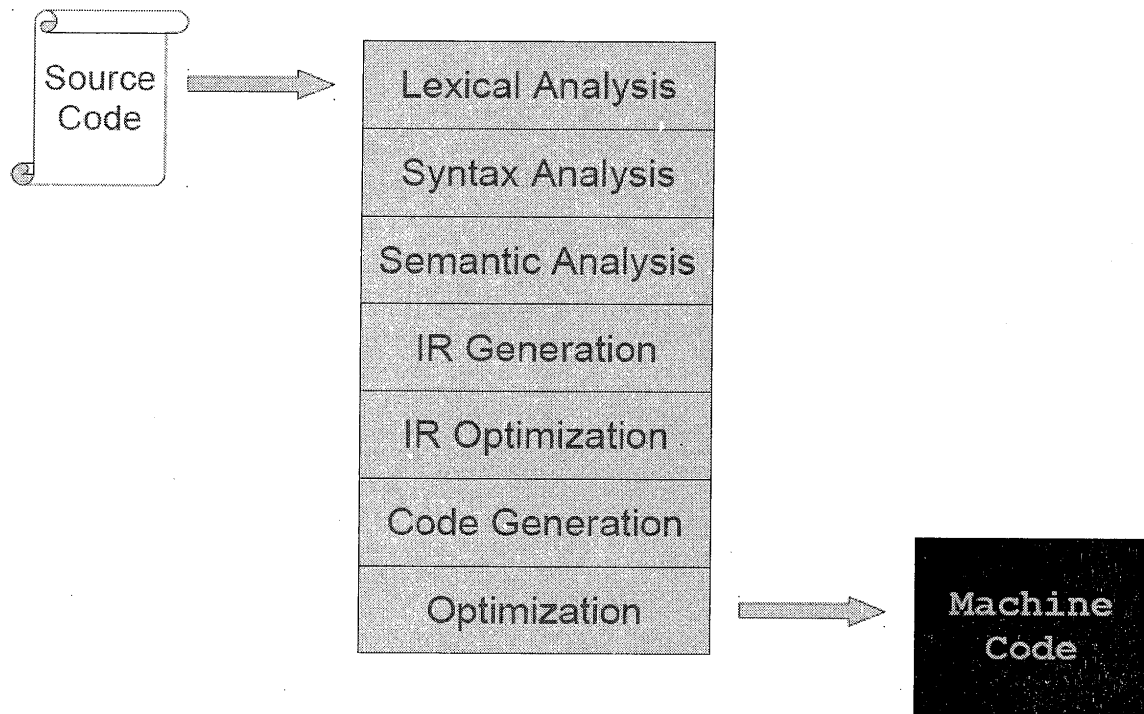 Source
Code
Lexical Analysis
Syntax Analysis
Semantic Analysis
IR Generation
IR Optimization
Code Generation
Optimization
Machine
Code